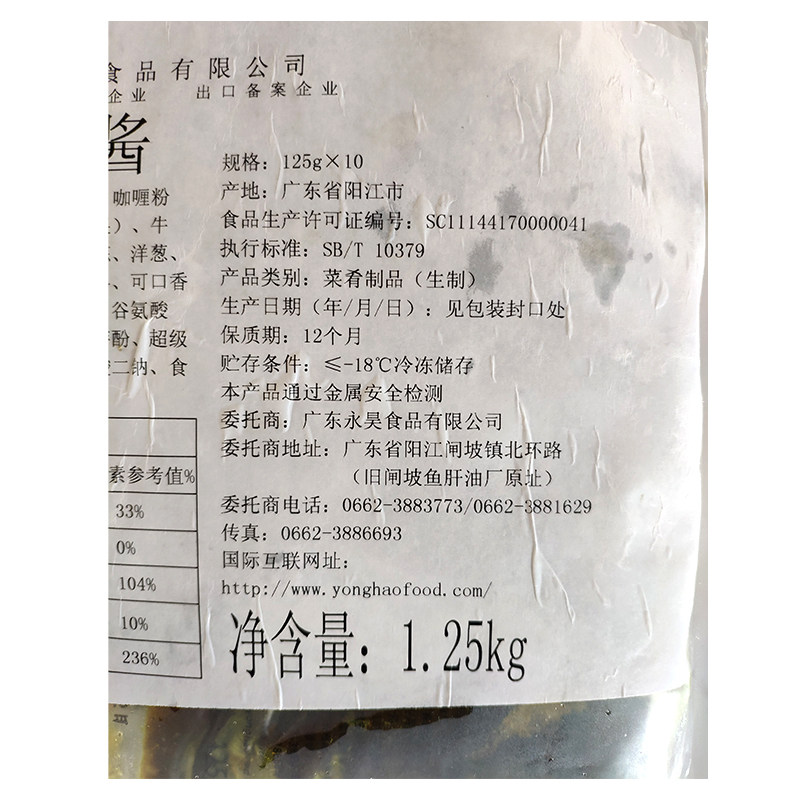 食品有限公司
企业 出口备案企业
酱
规格：125g×10
咖喱粉
产地：广东省阳江市
）、牛
食品生产许可证编号：SC11144170000041
、洋葱、
执行标准：SB/T 10379
、可口香
产品类别：菜肴制品（生制）
谷氨酸
生产日期（年/月/日）：见包装封口处
酚、超级
保质期：12个月
二钠、食
贮存条件：≤-18℃冷冻储存
本产品通过金属安全检测
委托商：广东永昊食品有限公司
委托商地址：广东省阳江闸坡镇北环路
（旧闸坡鱼肝油厂原址）
素参考值%
33%
0%
104%
10%
236%
委托商电话：0662-3883773/0662-3881629
传真：0662-3886693
国际互联网址：
http://www.yonghaofood.com/
净含量：1.25kg